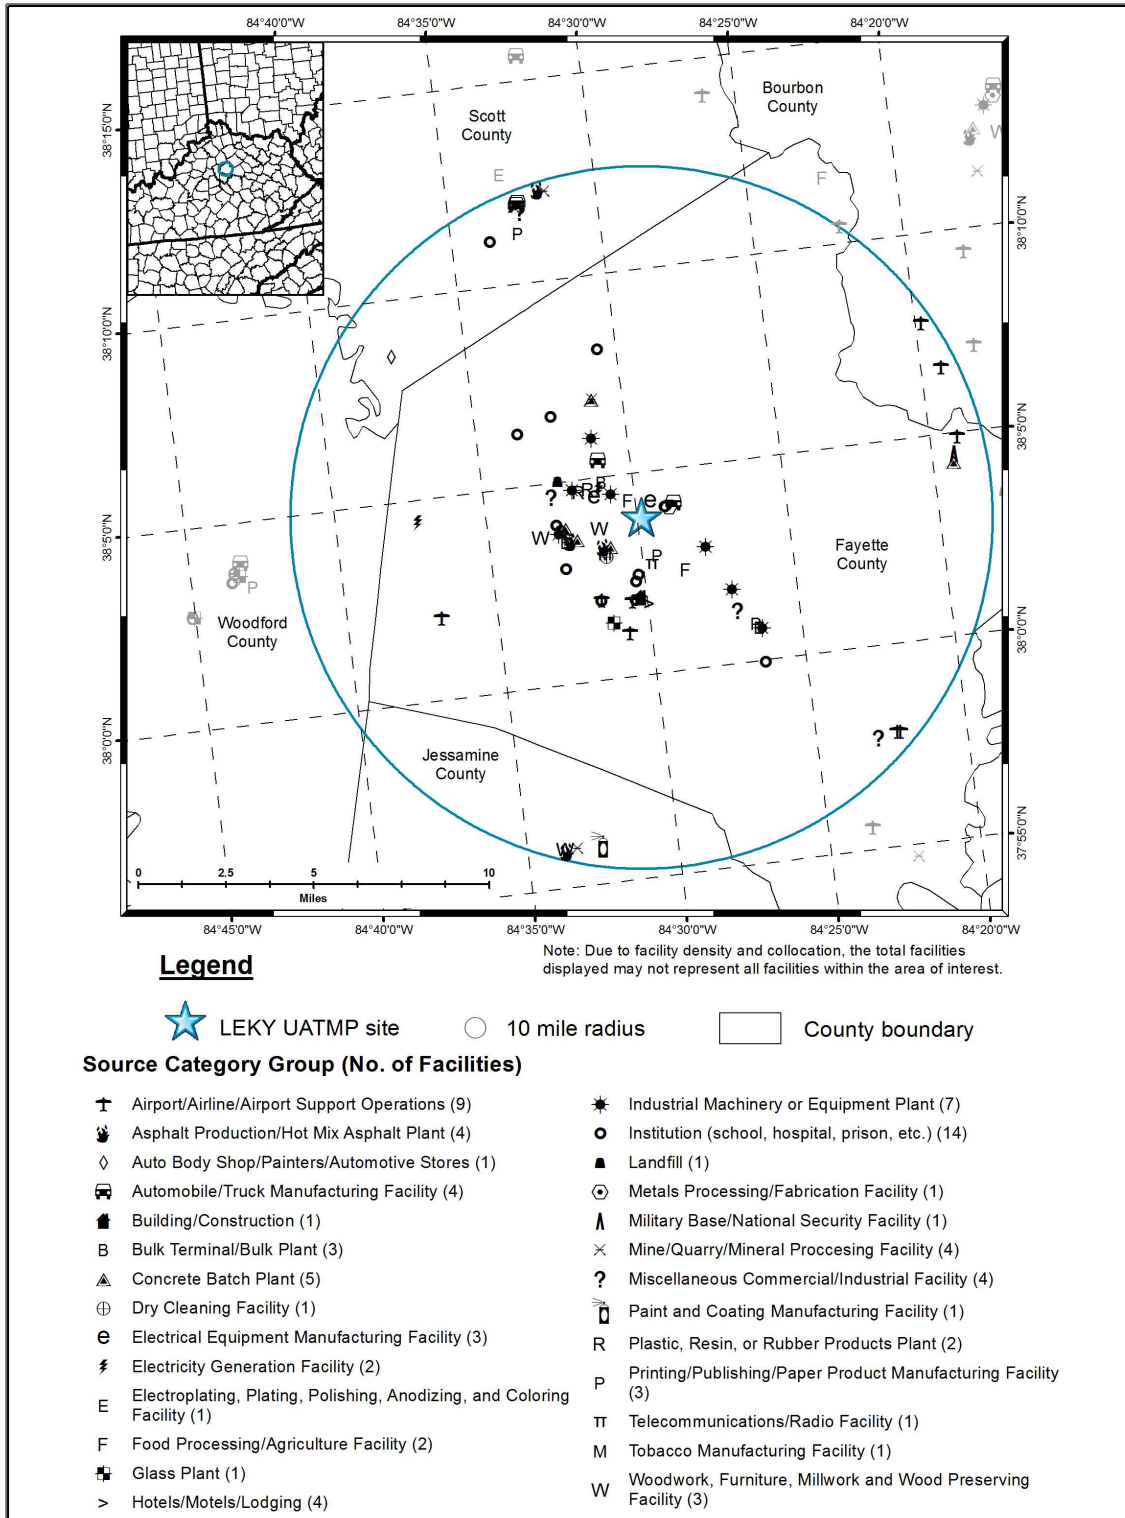 84°40'0"W 84°35'0"W 84°30'0"W 84°25'0"W 84°20'0"W
Bourbon
County
Scott
County
38°15'0"N
38°10'0"N
38°10'0"N
38°5'0"N
38°5'0"N
Fayette
County
Woodford
County
38°0'0"N
38°0'0"N
Jessamine
County
37°55'0"N
0 2.5 5 10
Miles
84°45'0"W 84°40'0"W 84°35'0"W 84°30'0"W 84°25'0"W 84°20'0"W
Note: Due to facility density and collocation, the total facilities
displayed may not represent all facilities within the area of interest.
Legend
LEKY UATMP site 10 mile radius County boundary
Source Category Group (No. of Facilities)
Airport/Airline/Airport Support Operations (9)
Asphalt Production/Hot Mix Asphalt Plant (4)
Auto Body Shop/Painters/Automotive Stores (1)
Automobile/Truck Manufacturing Facility (4)
Building/Construction (1)
B Bulk Terminal/Bulk Plant (3)
Concrete Batch Plant (5)
Dry Cleaning Facility (1)
e Electrical Equipment Manufacturing Facility (3)
Electricity Generation Facility (2)
E Electroplating, Plating, Polishing, Anodizing, and Coloring
Facility (1)
F Food Processing/Agriculture Facility (2)
Glass Plant (1)
> Hotels/Motels/Lodging (4)
Industrial Machinery or Equipment Plant (7)
Institution (school, hospital, prison, etc.) (14)
Landfill (1)
Metals Processing/Fabrication Facility (1)
Military Base/National Security Facility (1)
Mine/Quarry/Mineral Proccesing Facility (4)
? Miscellaneous Commercial/Industrial Facility (4)
Paint and Coating Manufacturing Facility (1)
R Plastic, Resin, or Rubber Products Plant (2)
P Printing/Publishing/Paper Product Manufacturing Facility
(3)
π Telecommunications/Radio Facility (1)
M Tobacco Manufacturing Facility (1)
W Woodwork, Furniture, Millwork and Wood Preserving
Facility (3)